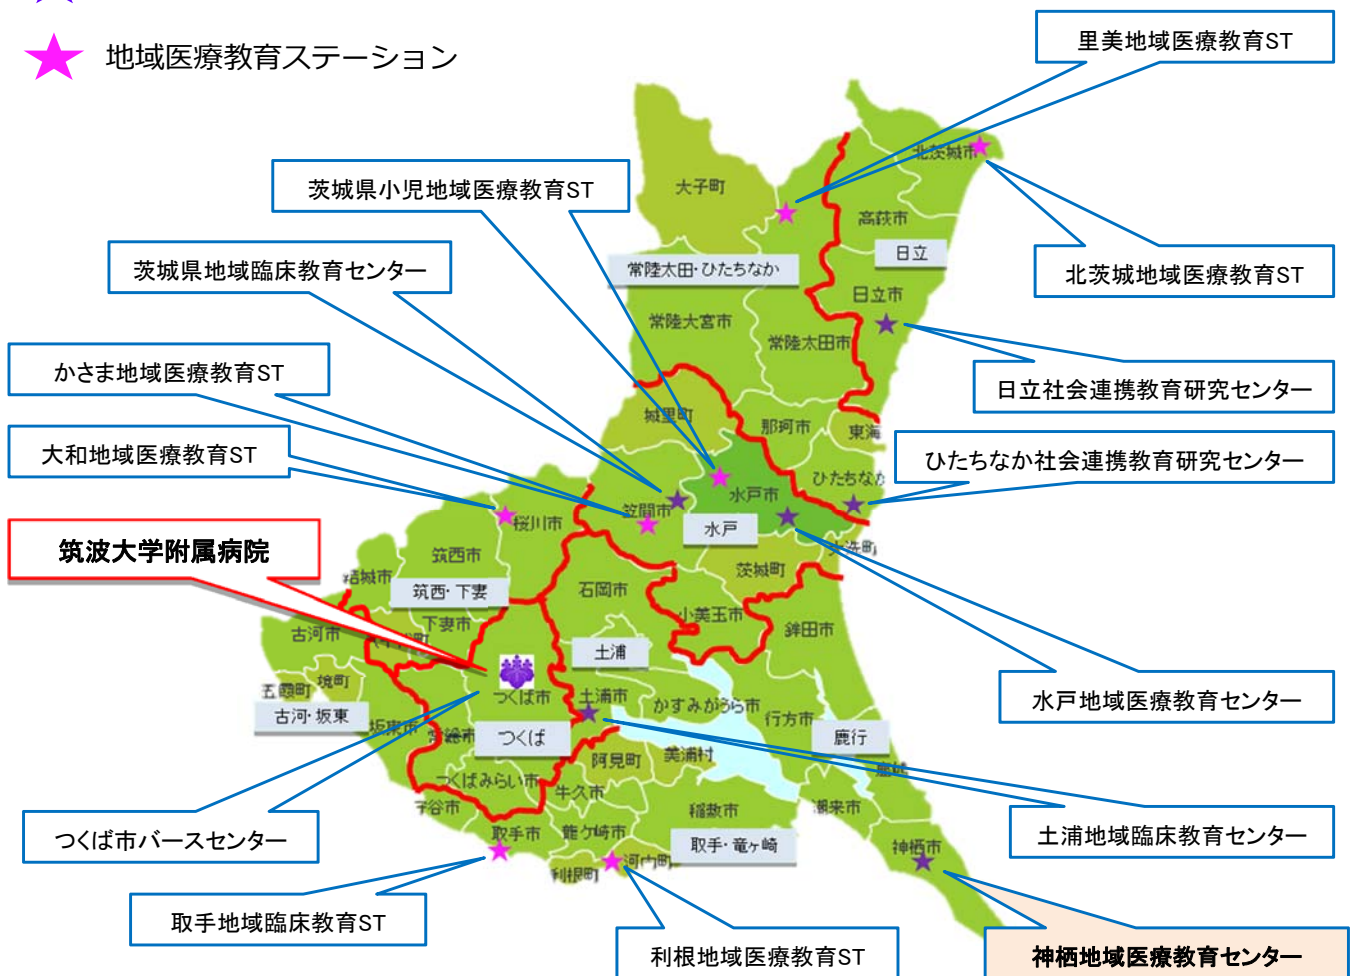 地域医療教育ステーション
里美地域医療教育ST
北茨城市
茨城県小児地域医療教育ST
大子町
高萩市
日立
茨城県地域臨床教育センター
常陸太田・ひたちなか
北茨城地域医療教育ST
日立市
常陸大宮市
常陸太田市
かさま地域医療教育ST
日立社会連携教育研究センター
城里町
那珂市
東海
大和地域医療教育ST
ひたちなか社会連携教育研究センター
ひたちなか
水戸市
笠間市
桜川市
水戸
筑波大学附属病院
筑西市
茨城町
結城市
筑西・下妻
石岡市
小美玉市
下妻市
古河市
鉾田市
土浦
五霞町
境町
つくば市
土浦市
かすみがうら市
水戸地域医療教育センター
古河・坂東
坂東市
常総市
つくば
行方市
鹿行
阿見町
美浦村
つくばみらい市
牛久市
稲敷市
潮来市
つくば市バースセンター
取手市
龍ケ崎市
取手・竜ヶ崎
神栖市
土浦地域臨床教育センター
利根町
河内町
取手地域臨床教育ST
利根地域医療教育ST
神栖地域医療教育センター